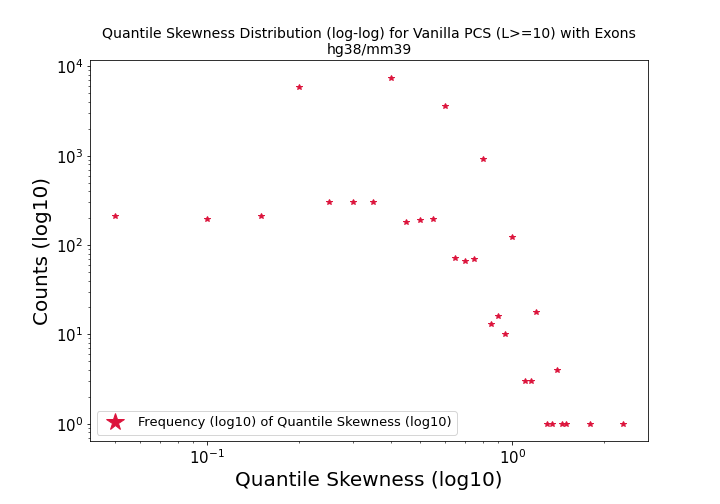 Quantile Skewness Distribution (log-log) for Vanilla PCS (L>=10) with Exons
hg38/mm39
Counts (log10)
10^4
10^3
10^2
10^1
10^0
Frequency (log10) of Quantile Skewness (log10)
10^−1
10^0
Quantile Skewness (log10)